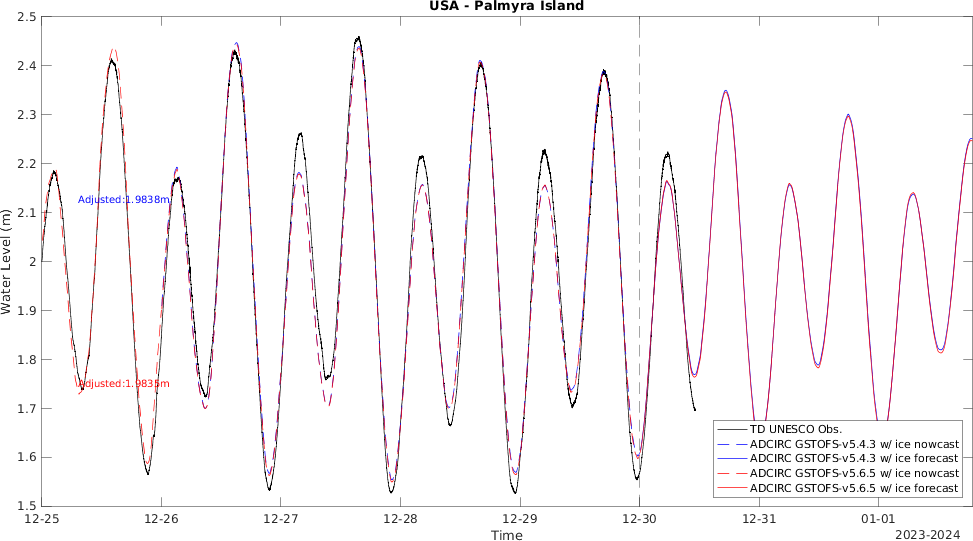 USA - Palmyra Island
2.5
2.4
2.3
2.2
2.1
2
1.9
1.8
1.7
1.6
1.5
Water Level (m)
Adjusted:1.9838m
Adjusted:1.9835m
TD UNESCO Obs.
ADCIRC GSTOFS-v5.4.3 w/ ice nowcast
ADCIRC GSTOFS-v5.4.3 w/ ice forecast
ADCIRC GSTOFS-v5.6.5 w/ ice nowcast
ADCIRC GSTOFS-v5.6.5 w/ ice forecast
12-25 12-26 12-27 12-28 12-29 12-30 12-31 01-01
Time
2023-2024